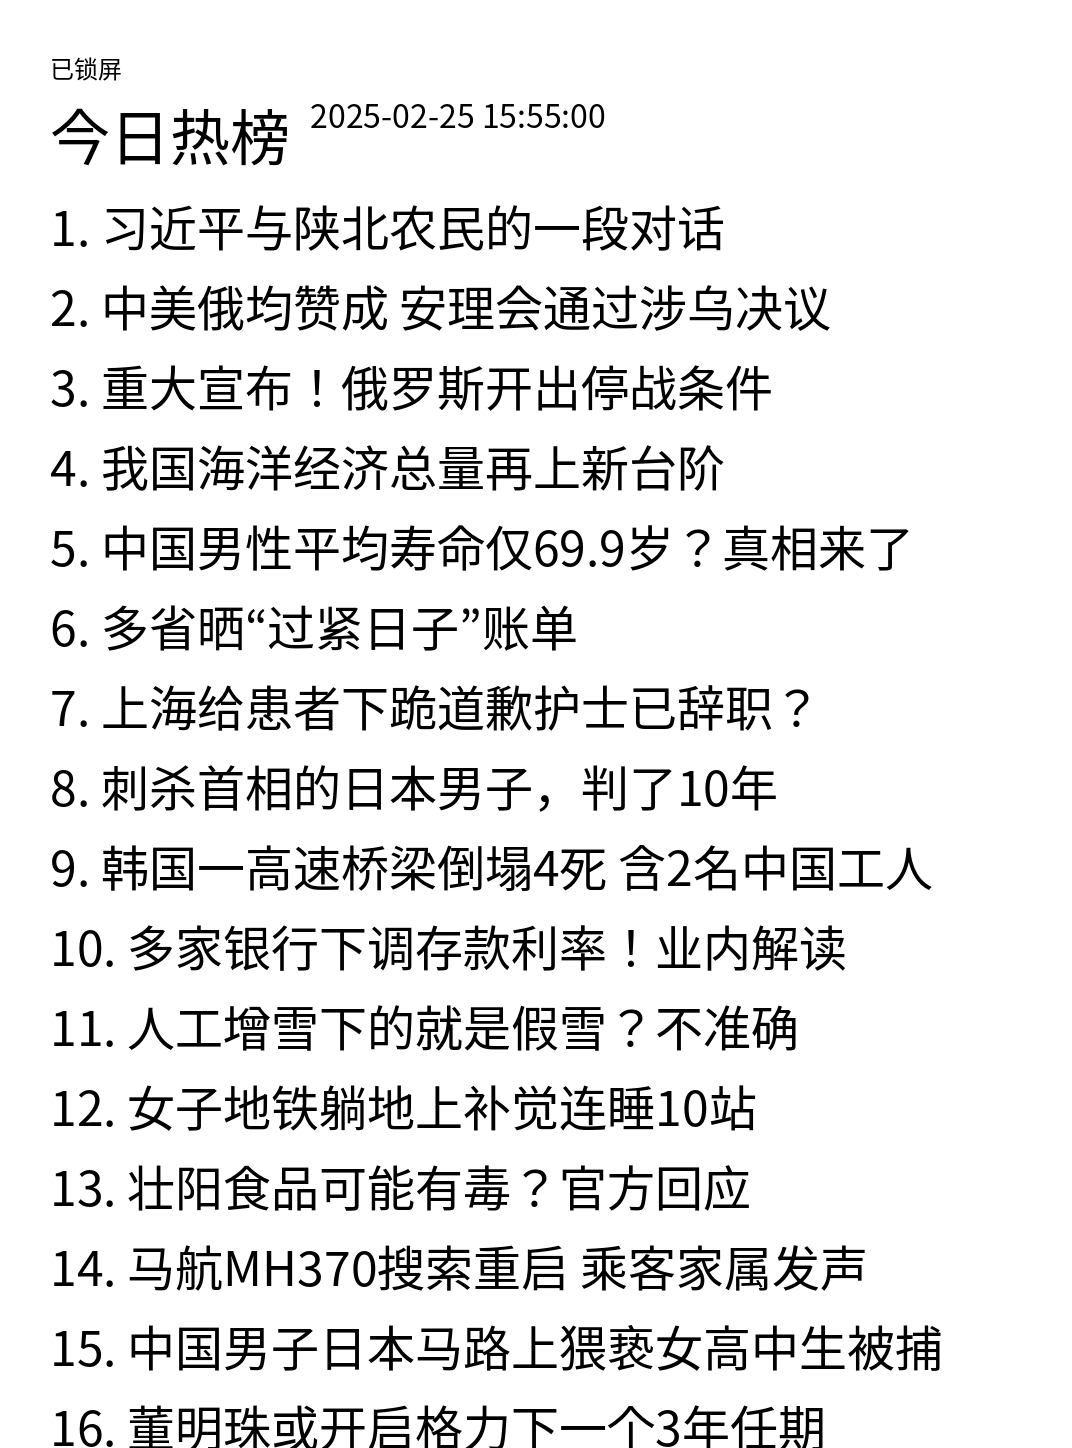 已锁屏
今日热榜 2025-02-25 15:55:00
1. 习近平与陕北农民的一段对话
2. 中美俄均赞成 安理会通过涉乌决议
3. 重大宣布！俄罗斯开出停战条件
4. 我国海洋经济总量再上新台阶
5. 中国男性平均寿命仅69.9岁？真相来了
6. 多省晒“过紧日子”账单
7. 上海给患者下跪道歉护士已辞职？
8. 刺杀首相的日本男子，判了10年
9. 韩国一高速桥梁倒塌4死 含2名中国工人
10. 多家银行下调存款利率！业内解读
11. 人工增雪下的就是假雪？不准确
12. 女子地铁躺地上补觉连睡10站
13. 壮阳食品可能有毒？官方回应
14. 马航MH370搜索重启 乘客家属发声
15. 中国男子日本马路上猥亵女高中生被捕
16. 董明珠或开启格力下一个3年任期